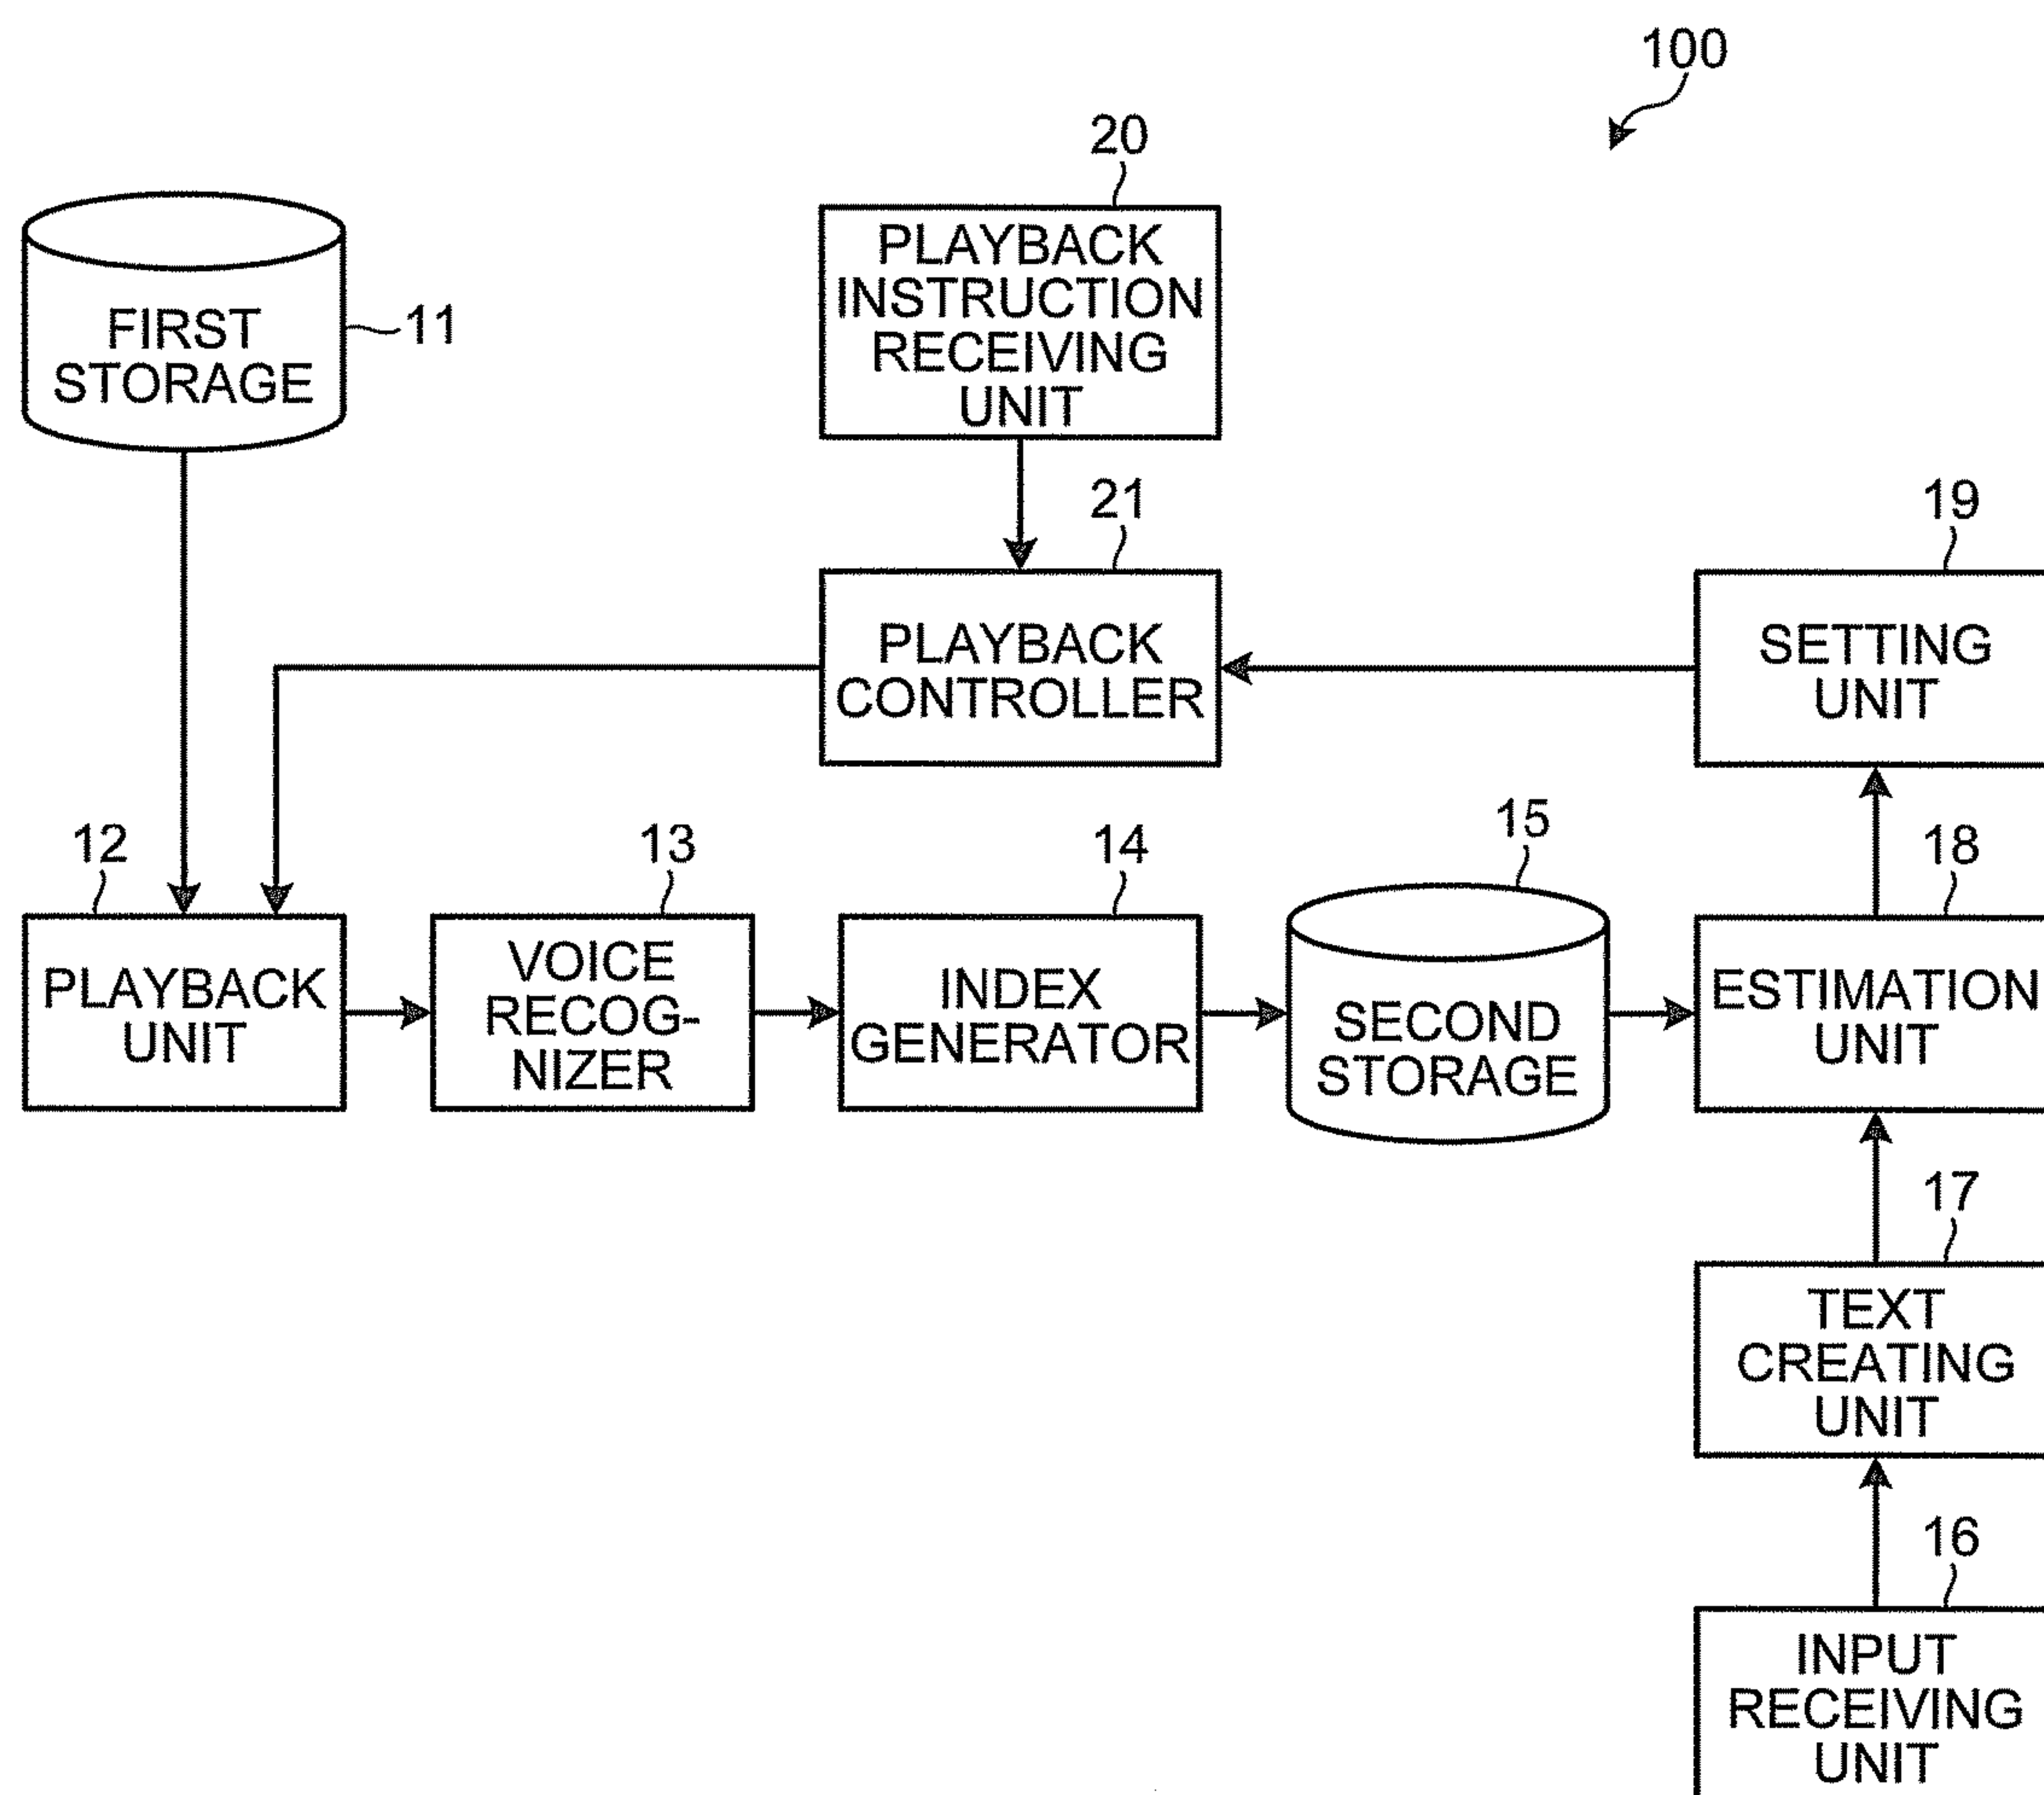 100
20
PLAYBACK
INSTRUCTION
RECEIVING
UNIT
FIRST
STORAGE
11
21
19
PLAYBACK
CONTROLLER
SETTING
UNIT
12
13
14
15
18
PLAYBACK
UNIT
VOICE
RECOG-
NIZER
INDEX
GENERATOR
SECOND
STORAGE
ESTIMATION
UNIT
17
TEXT
CREATING
UNIT
16
INPUT
RECEIVING
UNIT